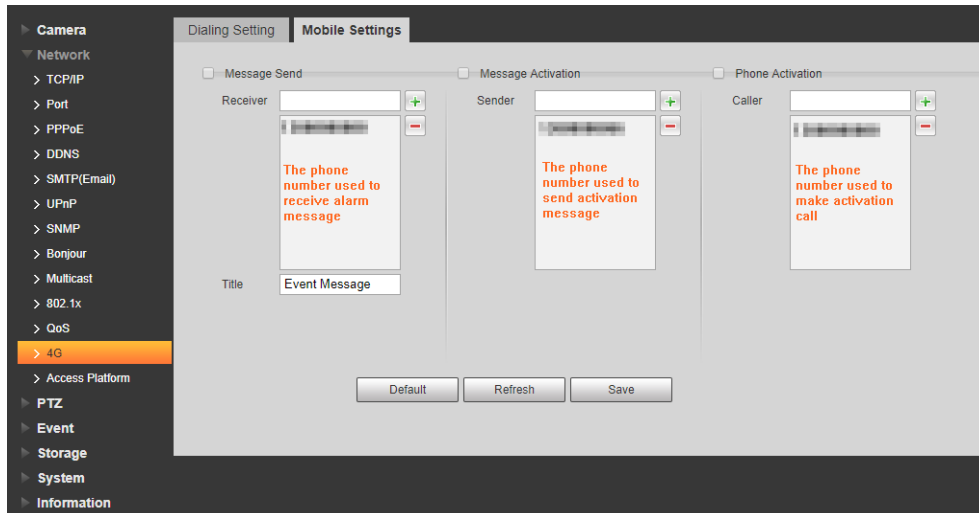 Camera
Network
TCP/IP
Port
PPPoE
DDNS
SMTP(Email)
UPnP
SNMP
Bonjour
Multicast
802.1x
QoS
4G
Access Platform
PTZ
Event
Storage
System
Information
Dialing Setting
Mobile Settings
Message Send
Receiver
The phone
number used to
receive alarm
message
Title
Event Message
Message Activation
Sender
The phone
number used to
send activation
message
Phone Activation
Caller
The phone
number used to
make activation
call
Default
Refresh
Save